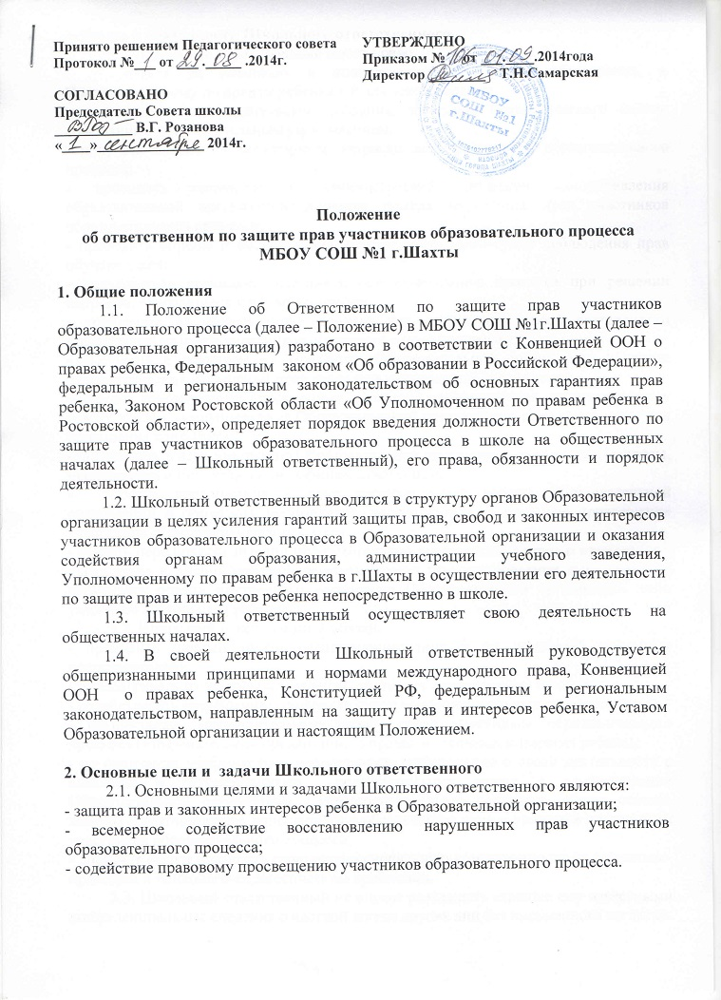 Принято решением Педагогического совета
Протокол № 1 от 29.08.2014г.
УТВЕРЖДЕНО
Приказом № 106 от 01.09.2014года
Директор Т.Н.Самарская
СОГЛАСОВАНО
Председатель Совета школы
В.Г. Розанова
« 1 » сентября 2014г.
МБОУ
СОШ №1
г.Шахты
Положение
об ответственном по защите прав участников образовательного процесса
МБОУ СОШ №1 г.Шахты
1. Общие положения
1.1. Положение об Ответственном по защите прав участников
образовательного процесса (далее – Положение) в МБОУ СОШ №1г.Шахты (далее –
Образовательная организация) разработано в соответствии с Конвенцией ООН о
правах ребенка, Федеральным законом «Об образовании в Российской Федерации»,
федеральным и региональным законодательством об основных гарантиях прав
ребенка, Законом Ростовской области «Об Уполномоченном по правам ребенка в
Ростовской области», определяет порядок введения должности Ответственного по
защите прав участников образовательного процесса в школе на общественных
началах (далее – Школьный ответственный), его права, обязанности и порядок
деятельности.
1.2. Школьный ответственный вводится в структуру органов Образовательной
организации в целях усиления гарантий защиты прав, свобод и законных интересов
участников образовательного процесса в Образовательной организации и оказания
содействия органам образования, администрации учебного заведения,
Уполномоченному по правам ребенка в г.Шахты в осуществлении его деятельности
по защите прав и интересов ребенка непосредственно в школе.
1.3. Школьный ответственный осуществляет свою деятельность на
общественных началах.
1.4. В своей деятельности Школьный ответственный руководствуется
общепризнанными принципами и нормами международного права, Конвенцией
ООН о правах ребенка, Конституцией РФ, федеральным и региональным
законодательством, направленным на защиту прав и интересов ребенка, Уставом
Образовательной организации и настоящим Положением.
2. Основные цели и задачи Школьного ответственного
2.1. Основными целями и задачами Школьного ответственного являются:
- защита прав и законных интересов ребенка в Образовательной организации;
- всемерное содействие восстановлению нарушенных прав участников
образовательного процесса;
- содействие правовому просвещению участников образовательного процесса.